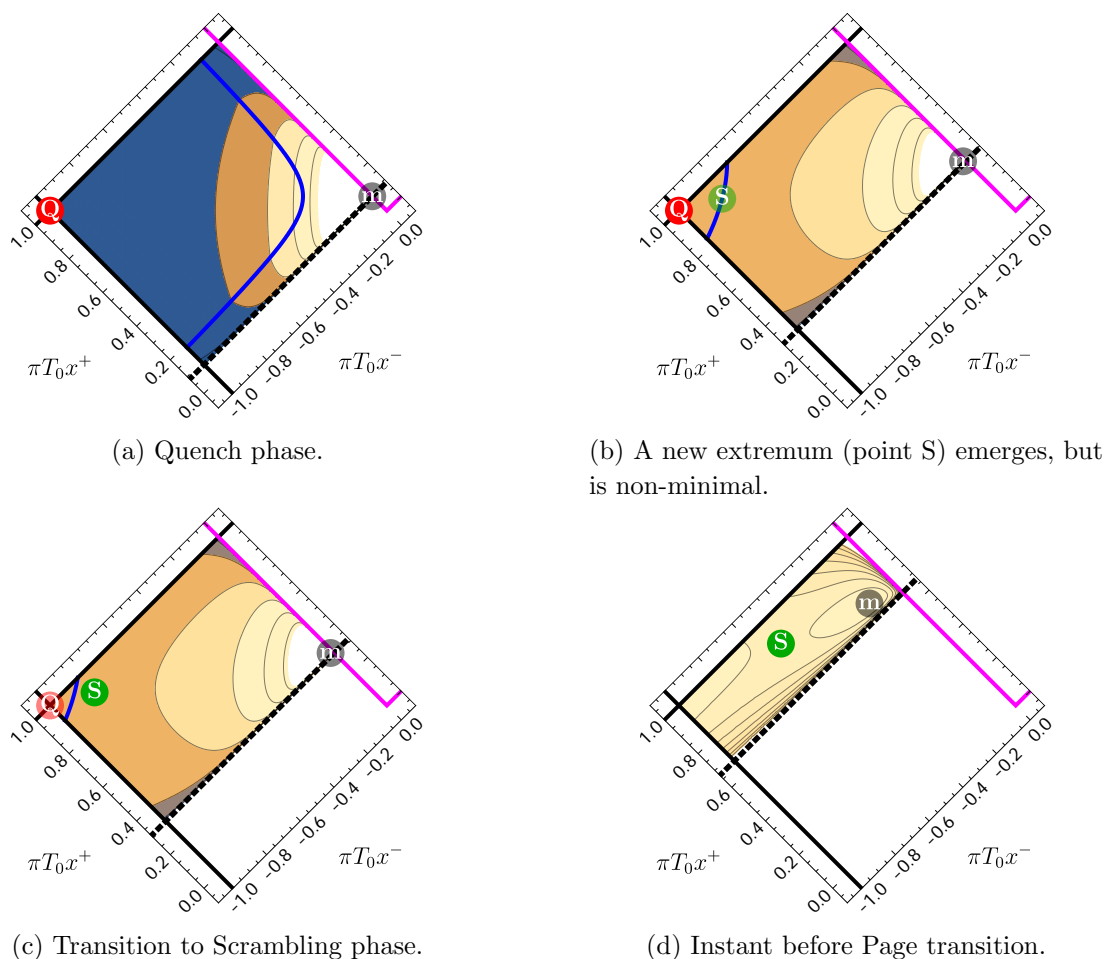 Q
m
1.0
0.8
0.6
0.4
0.2
0.0
-1.0
-0.8
-0.6
-0.4
-0.2
0.0
πT₀x⁺
πT₀x⁻
(a) Quench phase.
Q
S
m
1.0
0.8
0.6
0.4
0.2
0.0
-1.0
-0.8
-0.6
-0.4
-0.2
0.0
πT₀x⁺
πT₀x⁻
(b) A new extremum (point S) emerges, but
is non-minimal.
Q
S
m
1.0
0.8
0.6
0.4
0.2
0.0
-1.0
-0.8
-0.6
-0.4
-0.2
0.0
πT₀x⁺
πT₀x⁻
(c) Transition to Scrambling phase.
S
m
1.0
0.8
0.6
0.4
0.2
0.0
-1.0
-0.8
-0.6
-0.4
-0.2
0.0
πT₀x⁺
πT₀x⁻
(d) Instant before Page transition.